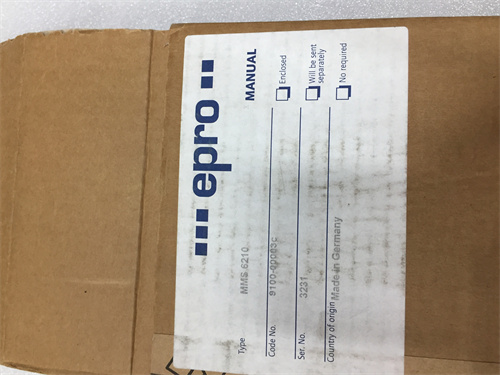 epro
MANUAL
Enclosed
Will be sent
separately
No required
Type MMS 6210
Code No. 9100-00003c
Ser. No. 3231
Country of origin Made in Germany